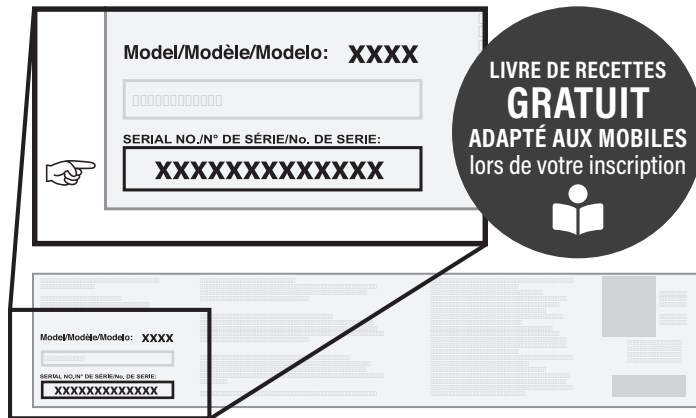 Model/Modèle/Modelo: XXXX
SERIAL NO./N° DE SÉRIE/No. DE SERIE:
XXXXXXXXXXXXX
LIVRE DE RECETTES
GRATUIT
ADAPTÉ AUX MOBILES
lors de votre inscription
Model/Modèle/Modelo: XXXX
SERIAL NO./N° DE SÉRIE/No. DE SERIE:
XXXXXXXXXXXXX